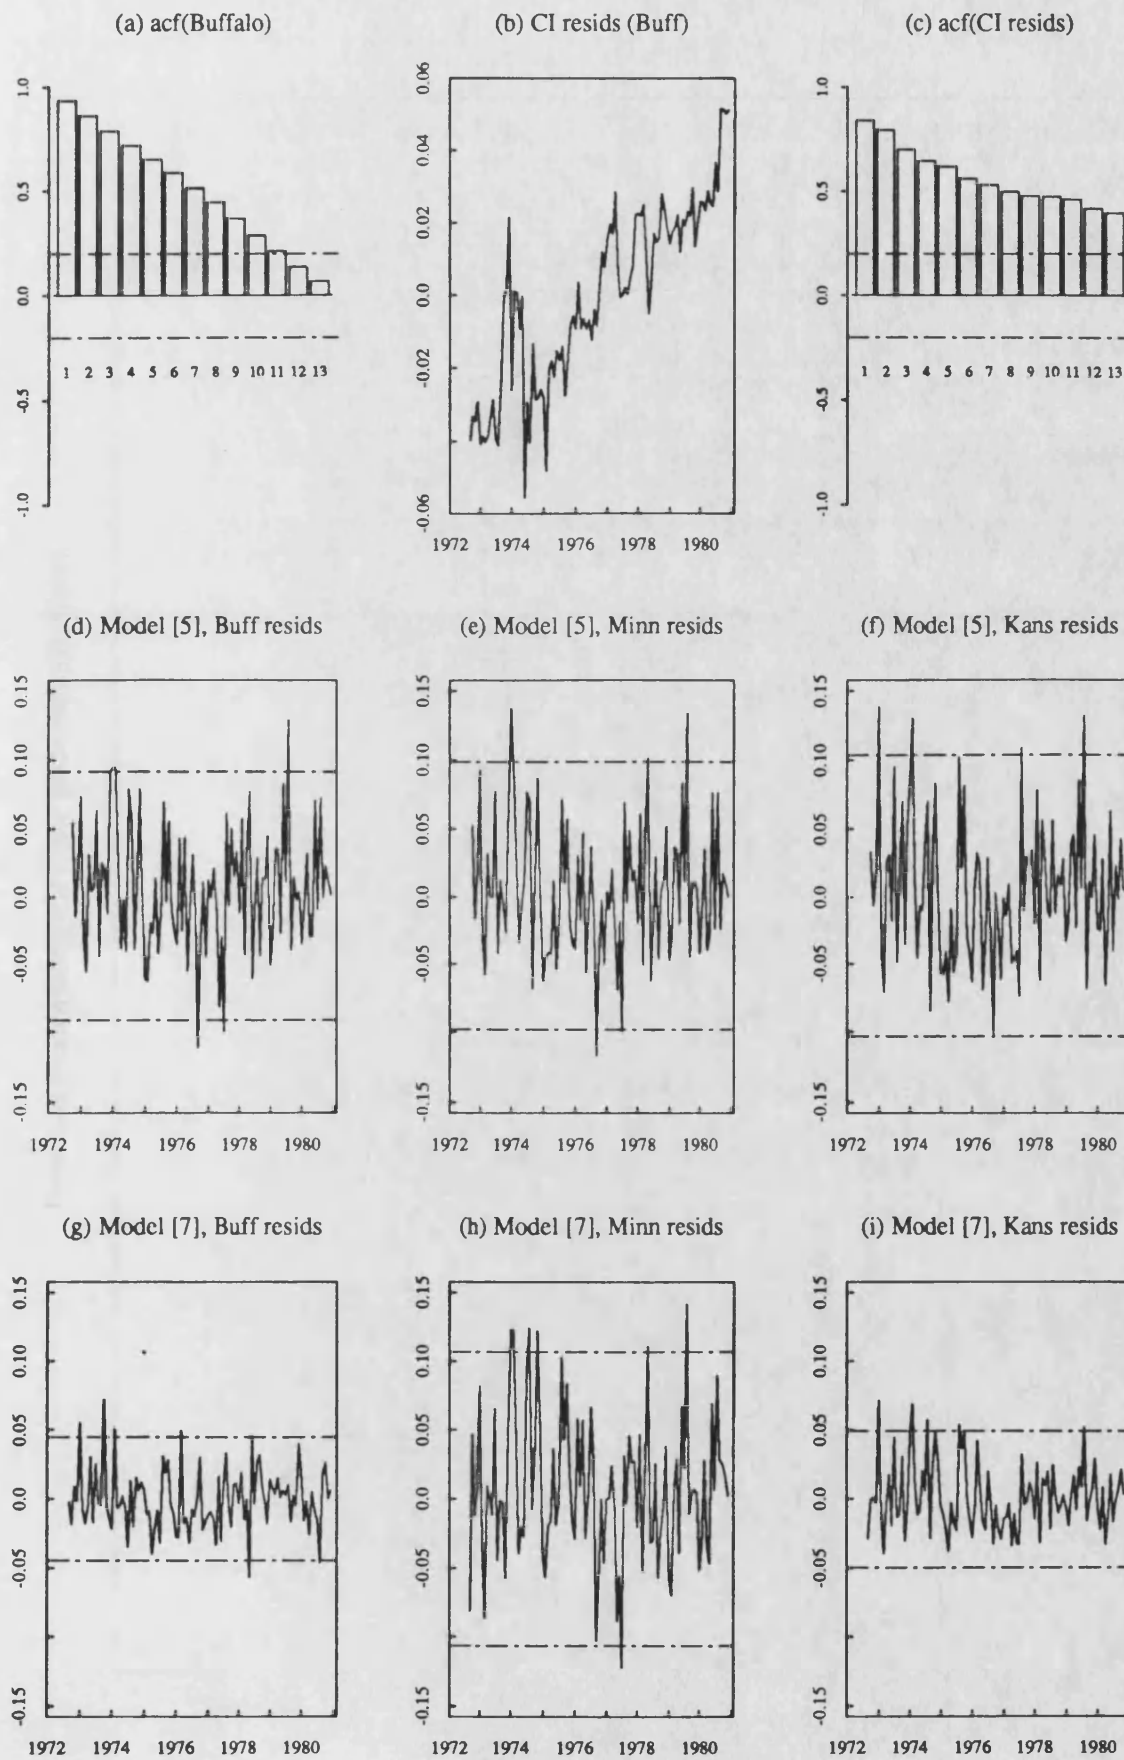 (a) acf(Buffalo)
(b) CI resids (Buff)
(c) acf(CI resids)
1.0
0.5
0.0
-0.5
-1.0
1 2 3 4 5 6 7 8 9 10 11 12 13
0.06
0.04
0.02
0.0
-0.02
-0.06
1972 1974 1976 1978 1980
1.0
0.5
0.0
-0.5
-1.0
1 2 3 4 5 6 7 8 9 10 11 12 13
(d) Model [5], Buff resids
(e) Model [5], Minn resids
(f) Model [5], Kans resids
0.15
0.10
0.05
0.0
-0.05
-0.15
1972 1974 1976 1978 1980
0.15
0.10
0.05
0.0
-0.05
-0.15
1972 1974 1976 1978 1980
0.15
0.10
0.05
0.0
-0.05
-0.15
1972 1974 1976 1978 1980
(g) Model [7], Buff resids
(h) Model [7], Minn resids
(i) Model [7], Kans resids
0.15
0.10
0.05
0.0
-0.05
-0.15
1972 1974 1976 1978 1980
0.15
0.10
0.05
0.0
-0.05
-0.15
1972 1974 1976 1978 1980
0.15
0.10
0.05
0.0
-0.05
-0.15
1972 1974 1976 1978 1980